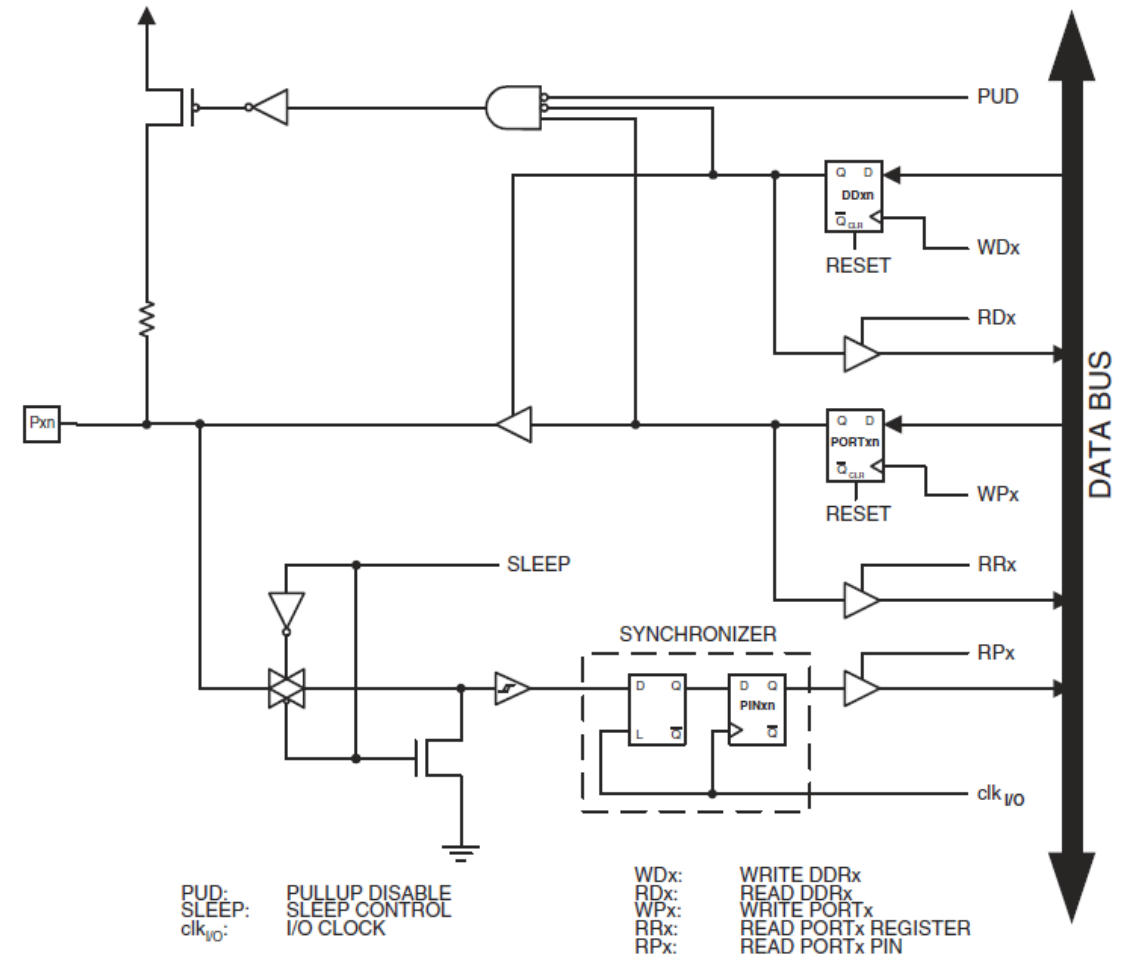 PUD
Q D
DDxn
Q CLR
WDx
RESET
RDx
DATA BUS
Pxn
Q D
PORTxn
Q CLR
WPx
RESET
SLEEP
RRx
SYNCHRONIZER
RPx
D Q
L Q
D Q
PINxn
Q
clk I/O
PUD: PULLUP DISABLE
SLEEP: SLEEP CONTROL
clkI/O: I/O CLOCK
WDx: WRITE DDRx
RDx: READ DDRx
WPx: WRITE PORTx
RRx: READ PORTx REGISTER
RPx: READ PORTx PIN